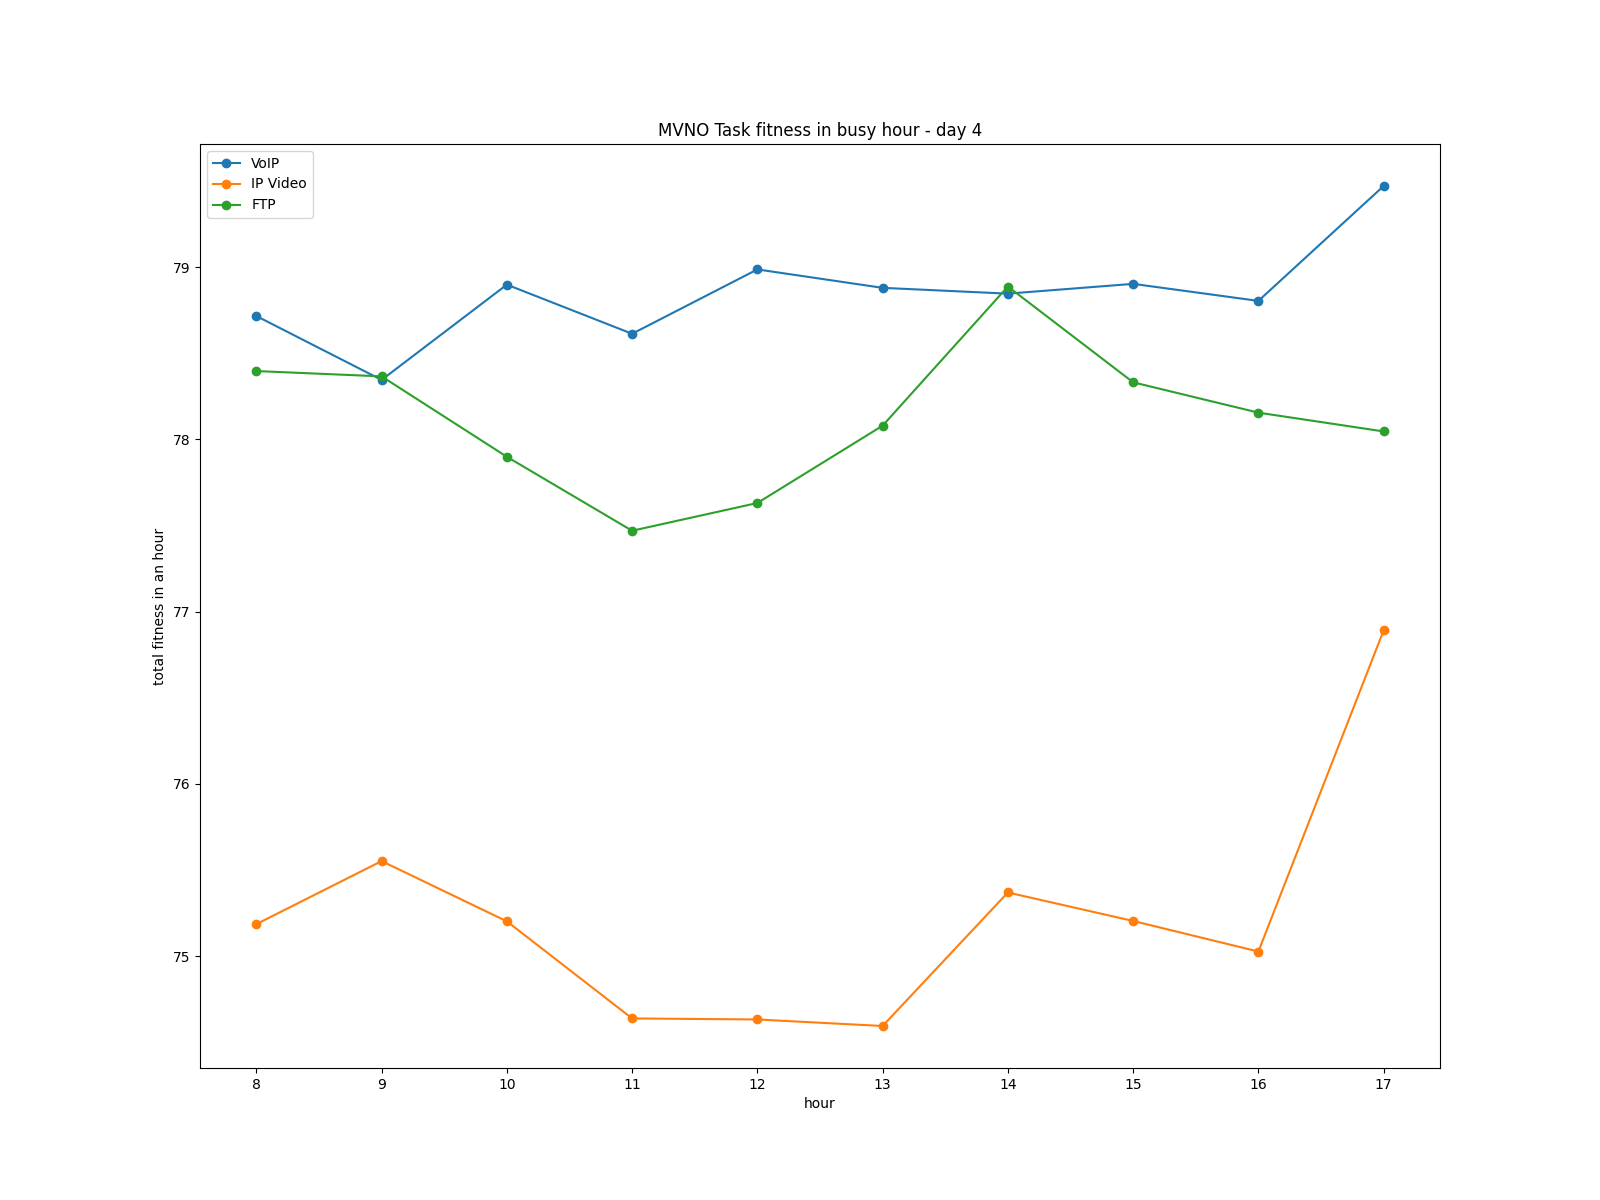 MVNO Task fitness in busy hour - day 4
VoIP
IP Video
FTP
79
78
77
76
75
total fitness in an hour
8 9 10 11 12 13 14 15 16 17
hour